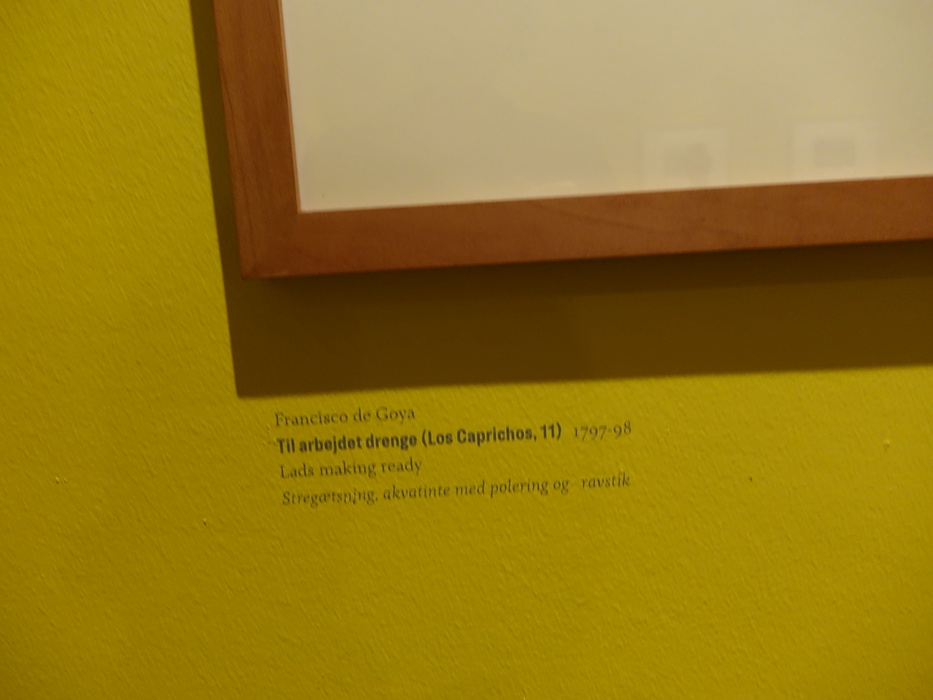 Francisco de Goya
Til arbejdet drenge (Los Caprichos, 11) 1797-98
Lads making ready
Stregætsning, akvatinte med polering og ravstik